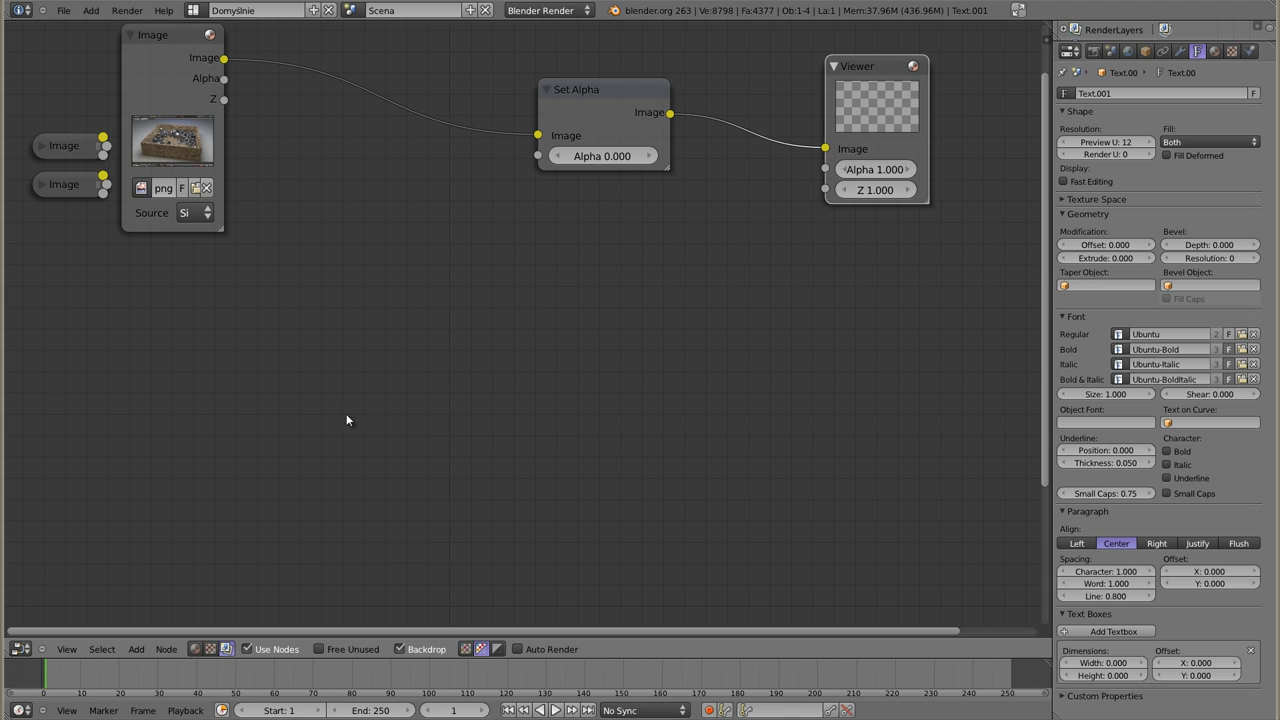 File Add Render Help Domyślnie Scena Blender Render blender.org 263 | Ve:8798 | Fa:4377 | Ob:1-4 | La:1 | Mem:37.96M (436.96M) | Text.001
Image
Image
Alpha
Z
png F
Source Si
Image
Image
Set Alpha
Image
Image
Alpha 0.000
Viewer
Image
Alpha 1.000
Z 1.000
RenderLayers
Text.00 Text.00
Text.001 F
Shape
Resolution: Fill:
Preview U: 12 Both
Render U: 0 Fill Deformed
Display:
Fast Editing
Texture Space
Geometry
Modification: Bevel:
Offset: 0.000 Depth: 0.000
Extrude: 0.000 Resolution: 0
Taper Object: Bevel Object:
Fill Caps
Font
Regular Ubuntu 2 F
Bold Ubuntu-Bold 3 F
Italic Ubuntu-Italic 3 F
Bold & Italic Ubuntu-BoldItalic 3 F
Size: 1.000 Shear: 0.000
Object Font: Text on Curve:
Underline: Character:
Position: 0.000 Bold
Thickness: 0.050 Italic
Underline
Small Caps: 0.75 Small Caps
Paragraph
Align:
Left Center Right Justify Flush
Spacing: Offset:
Character: 1.000 X: 0.000
Word: 1.000 Y: 0.000
Line: 0.800
Text Boxes
Add Textbox
Dimensions: Offset:
Width: 0.000 X: 0.000
Height: 0.000 Y: 0.000
Custom Properties
View Select Add Node Use Nodes Free Unused Backdrop Auto Render
0 10 20 30 40 50 60 70 80 90 100 110 120 130 140 150 160 170 180 190 200 210 220 230 240 250
View Marker Frame Playback Start: 1 End: 250 1 No Sync